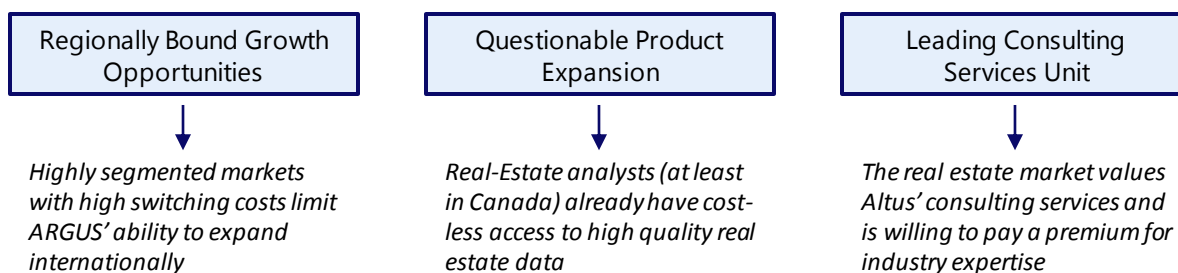 Regionally Bound Growth
Opportunities
Highly segmented markets
with high switching costs limit
ARGUS’ ability to expand
internationally
Questionable Product
Expansion
Real-Estate analysts (at least
in Canada) already have cost-
less access to high quality real
estate data
Leading Consulting
Services Unit
The real estate market values
Altus’ consulting services and
is willing to pay a premium for
industry expertise